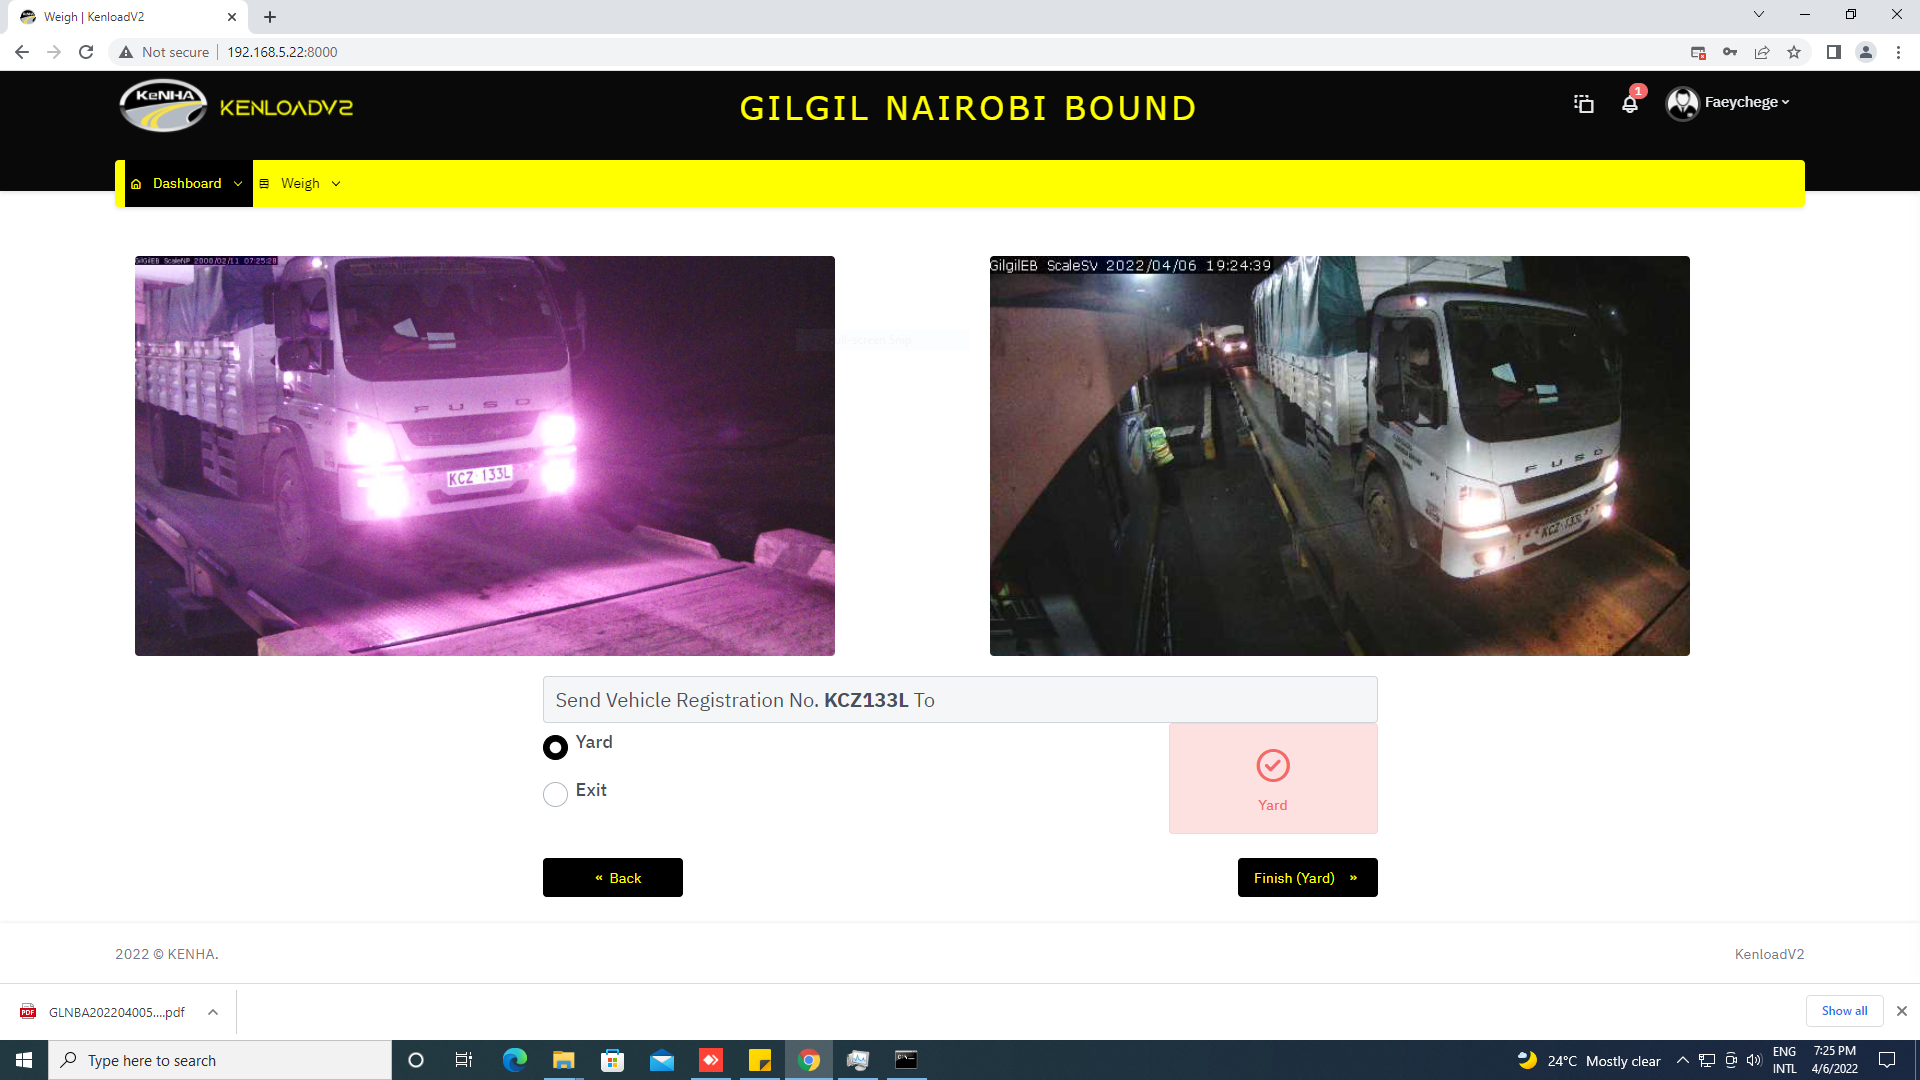 Weigh | KenloadV2
Not secure
192.168.5.22:8000
KeNHA
KENLOADV2
GILGIL NAIROBI BOUND
1
Faeychege
Dashboard
Weigh
GilGilEB ScaleNP 2000/02/11 07:25:28
FUSO
KCZ 133L
GilgilEB ScaleSV 2022/04/06 19:24:39
FUSO
KCZ 133L
Send Vehicle Registration No. KCZ133L To
Yard
Exit
Yard
« Back
Finish (Yard) »
2022 © KENHA.
KenloadV2
PDF
GLNBA202204005....pdf
Show all
Type here to search
24°C Mostly clear
ENG
INTL
7:25 PM
4/6/2022